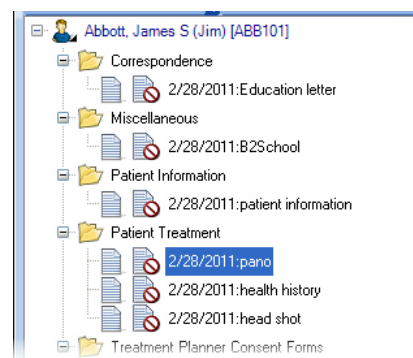 Abbott, James S (Jim) [ABB101]
Correspondence
2/28/2011:Education letter
Miscellaneous
2/28/2011:B2School
Patient Information
2/28/2011:patient information
Patient Treatment
2/28/2011:pano
2/28/2011:health history
2/28/2011:head shot
Treatment Planner Consent Forms